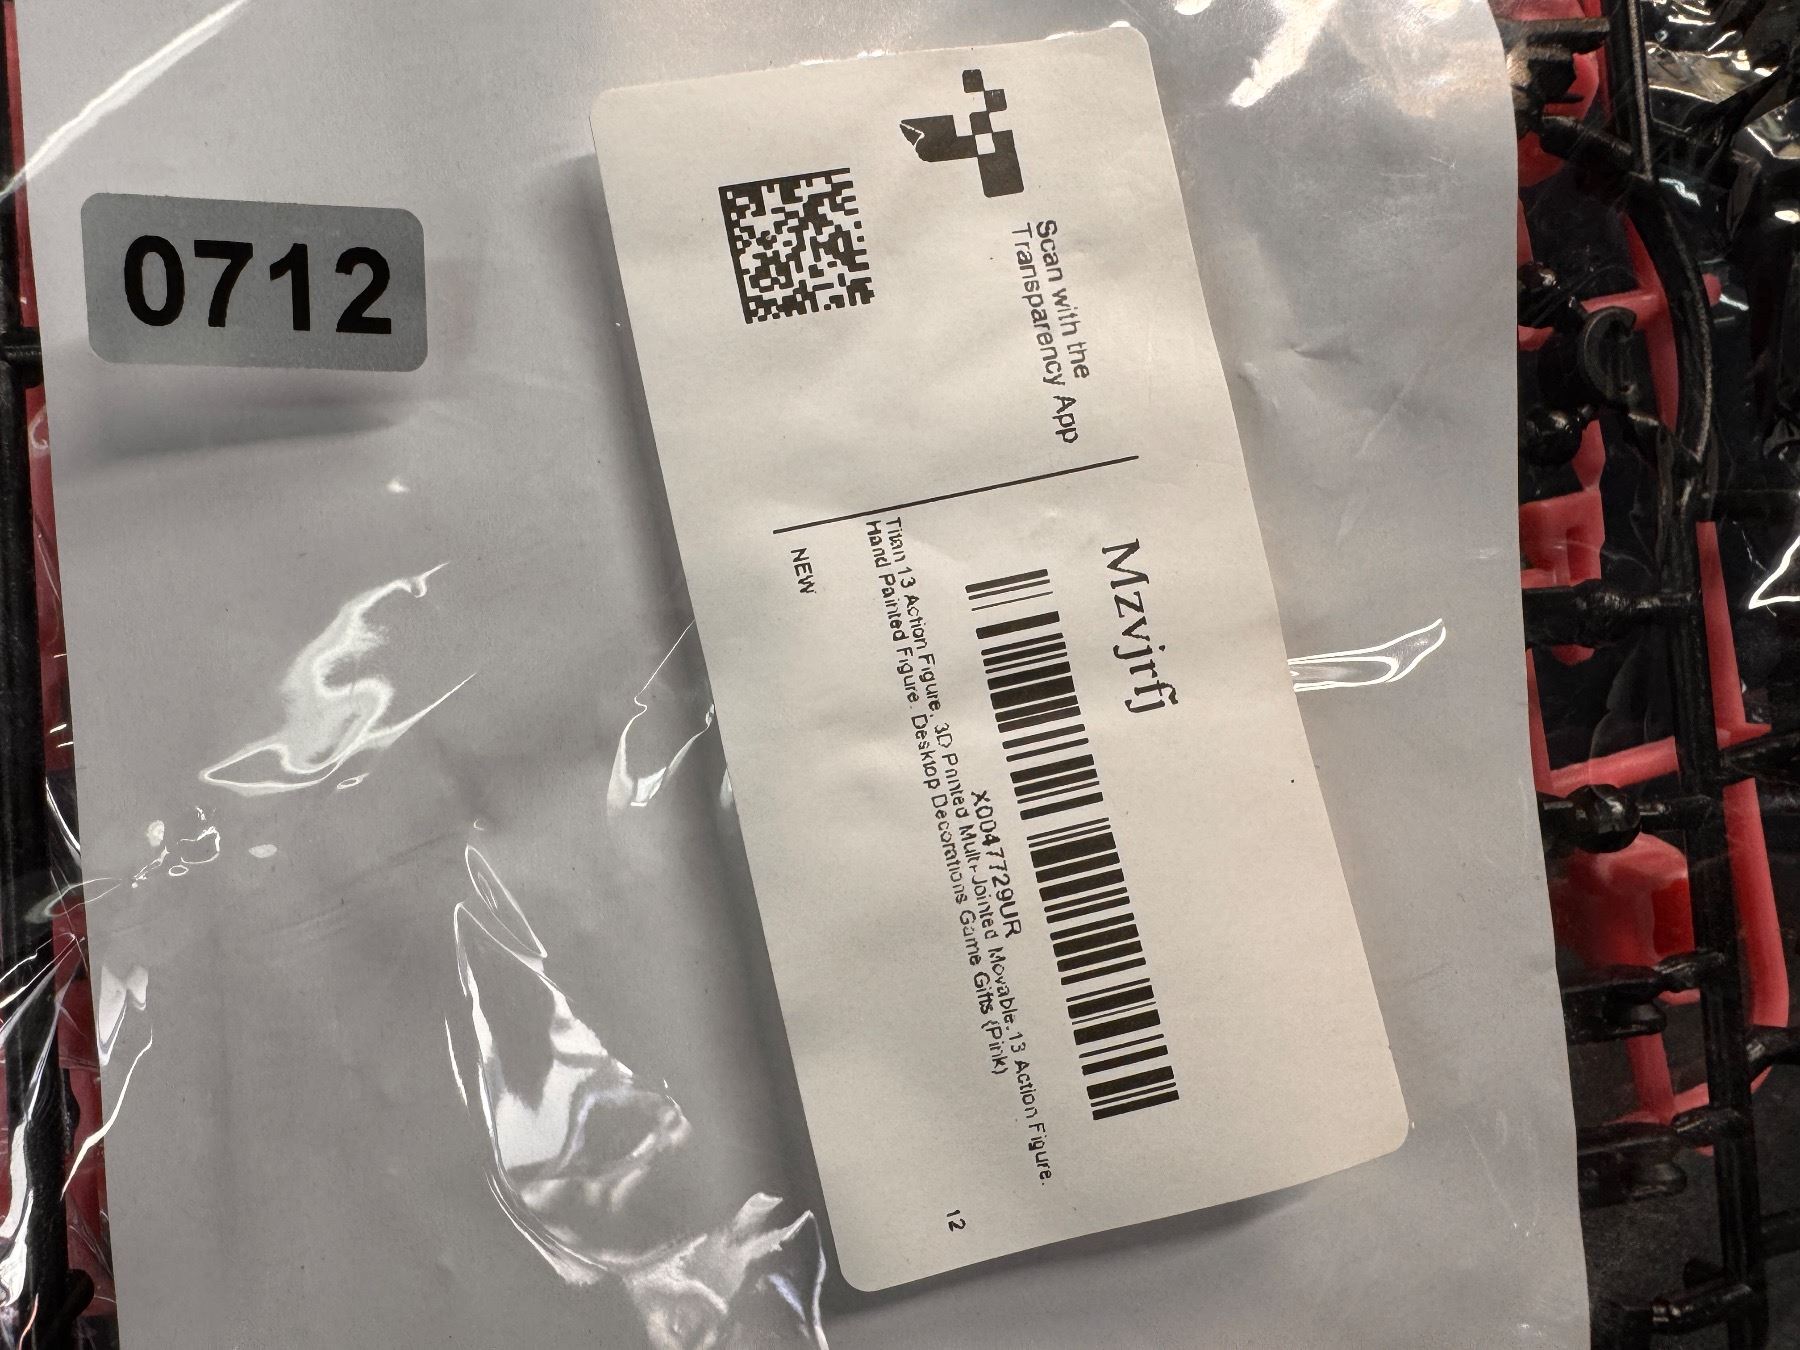 0712
Scan with the
Transparency App
Mzvjrfj
X0047729UR
Titan 13 Action Figure, 3D Printed Multi-Jointed Movable,13 Action Figure.
Hand Painted Figure. Desktop Decorations Game Gifts (Pink)
NEW
12